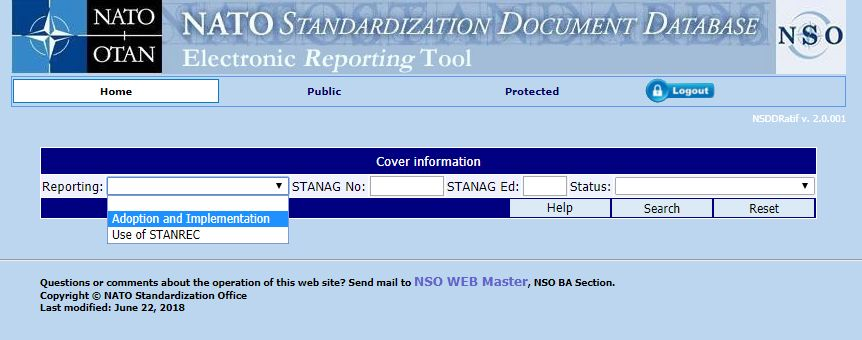 NATO
+
OTAN
NATO STANDARDIZATION DOCUMENT DATABASE
Electronic Reporting Tool
NSO
Home Public Protected Logout
NSDDRatif v. 2.0.001
Cover information
Reporting: STANAG No: STANAG Ed: Status:
Adoption and Implementation
Use of STANREC
Help Search Reset
Questions or comments about the operation of this web site? Send mail to NSO WEB Master, NSO BA Section.
Copyright © NATO Standardization Office
Last modified: June 22, 2018